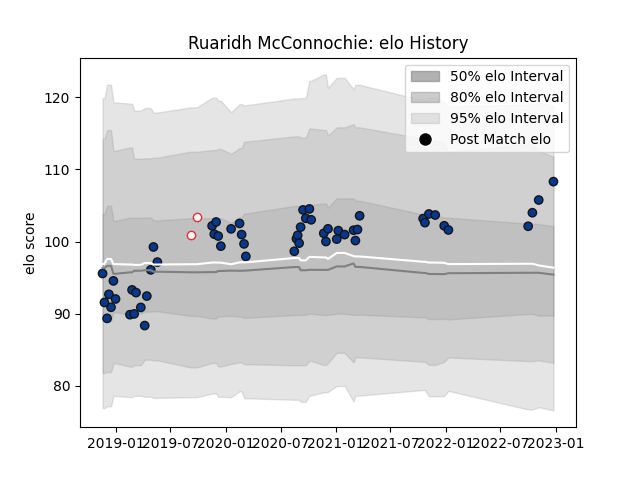 Ruaridh McConnochie: elo History
50% elo Interval
80% elo Interval
95% elo Interval
Post Match elo
elo score
120
110
100
90
80
2019-01 2019-07 2020-01 2020-07 2021-01 2021-07 2022-01 2022-07 2023-01